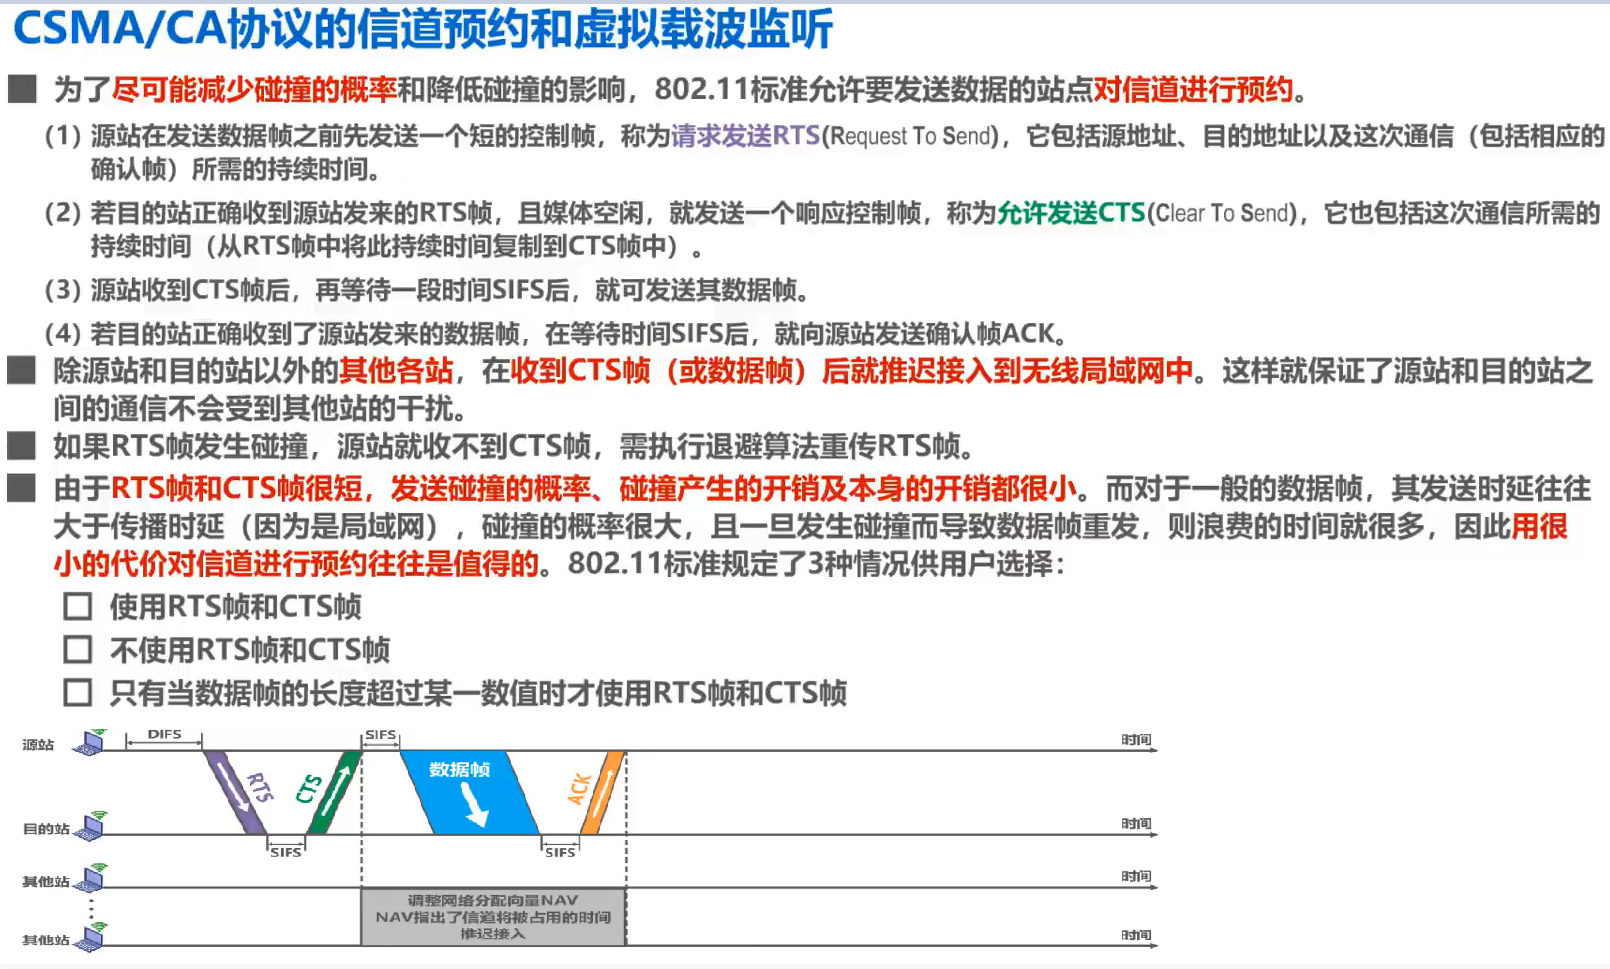 CSMA/CA协议的信道预约和虚拟载波监听
为了尽可能减少碰撞的概率和降低碰撞的影响，802.11标准允许要发送数据的站点对信道进行预约。
(1) 源站在发送数据帧之前先发送一个短的控制帧，称为请求发送RTS(Request To Send)，它包括源地址、目的地址以及这次通信（包括相应的
确认帧）所需的持续时间。
(2) 若目的站正确收到源站发来的RTS帧，且媒体空闲，就发送一个响应控制帧，称为允许发送CTS(Clear To Send)，它也包括这次通信所需的
持续时间（从RTS帧中将此持续时间复制到CTS帧中）。
(3) 源站收到CTS帧后，再等待一段时间SIFS后，就可发送其数据帧。
(4) 若目的站正确收到了源站发来的数据帧，在等待时间SIFS后，就向源站发送确认帧ACK。
除源站和目的站以外的其他各站，在收到CTS帧（或数据帧）后就推迟接入到无线局域网中。这样就保证了源站和目的站之
间的通信不会受到其他站的干扰。
如果RTS帧发生碰撞，源站就收不到CTS帧，需执行退避算法重传RTS帧。
由于RTS帧和CTS帧很短，发送碰撞的概率、碰撞产生的开销及本身的开销都很小。而对于一般的数据帧，其发送时延往往
大于传播时延（因为是局域网），碰撞的概率很大，且一旦发生碰撞而导致数据帧重发，则浪费的时间就很多，因此用很
小的代价对信道进行预约往往是值得的。802.11标准规定了3种情况供用户选择：
使用RTS帧和CTS帧
不使用RTS帧和CTS帧
只有当数据帧的长度超过某一数值时才使用RTS帧和CTS帧
源站
DIFS
SIFS
时间
RTS
CTS
数据帧
ACK
目的站
时间
SIFS
SIFS
其他站
时间
调整网络分配向量NAV
NAV指出了信道将被占用的时间
推迟接入
其他站
时间